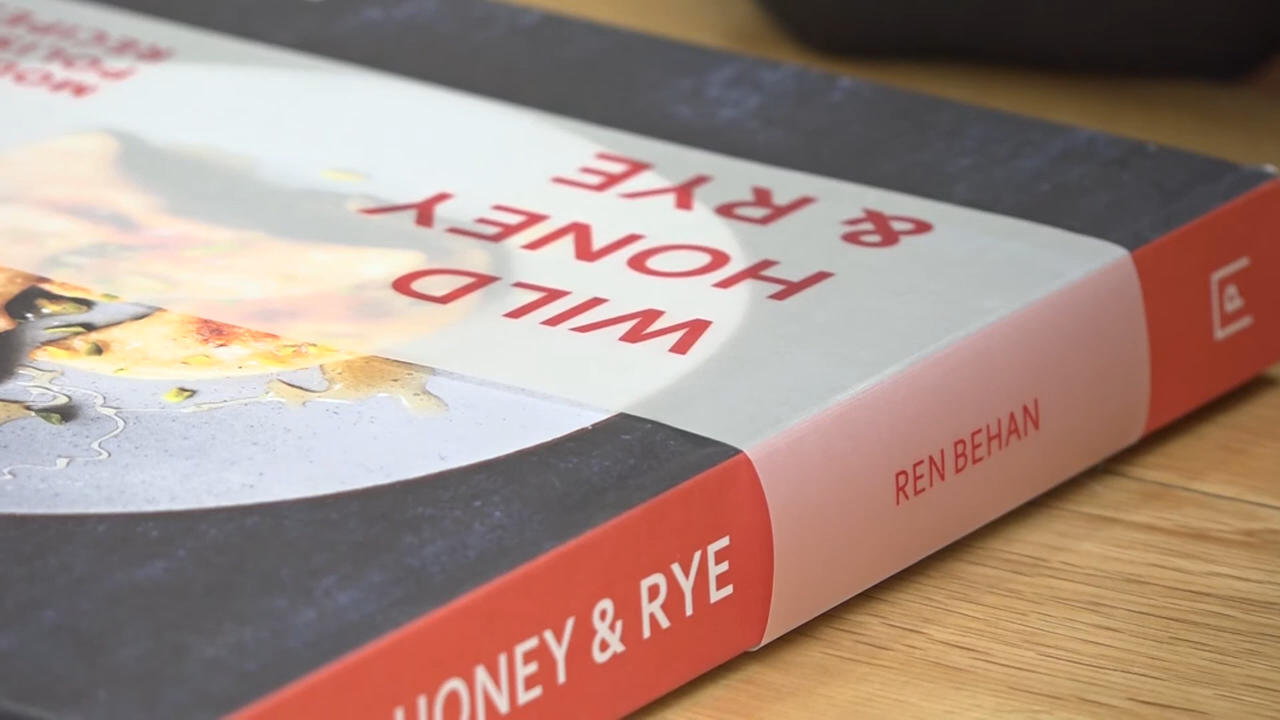 WILD
HONEY
& RYE
HONEY & RYE
REN BEHAN
P